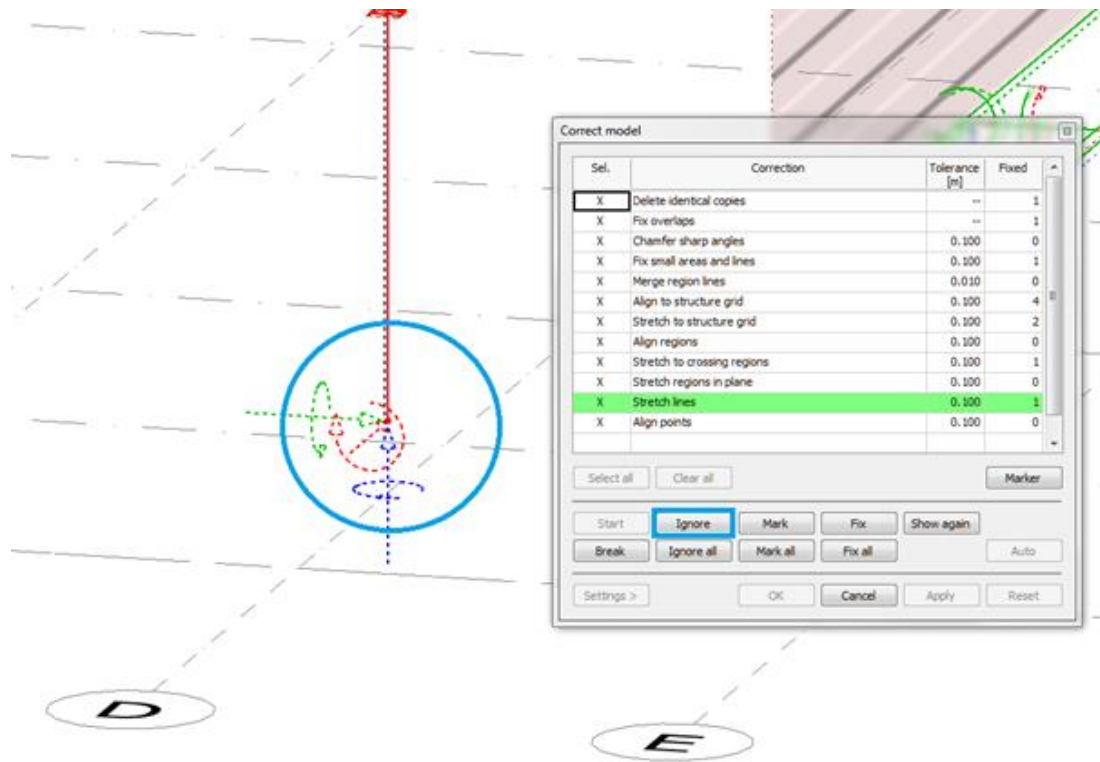 Correct model
Sel. Correction Tolerance [m] Fixed
X Delete identical copies -- 1
X Fix overlaps -- 1
X Chamfer sharp angles 0.100 0
X Fix small areas and lines 0.100 1
X Merge region lines 0.010 0
X Align to structure grid 0.100 4
X Stretch to structure grid 0.100 2
X Align regions 0.100 0
X Stretch to crossing regions 0.100 1
X Stretch regions in plane 0.100 0
X Stretch lines 0.100 1
X Align points 0.100 0
Select all Clear all Marker
Start Ignore Mark Fix Show again
Break Ignore all Mark all Fix all Auto
Settings > OK Cancel Apply Reset
D
E